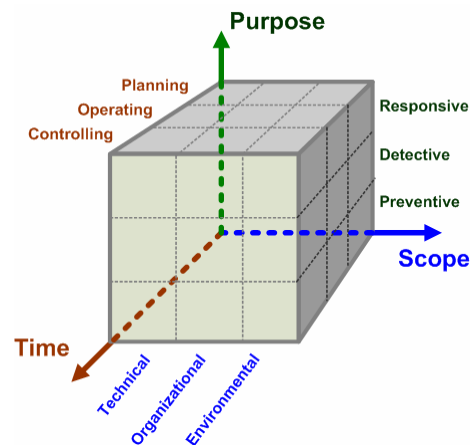 Purpose
Planning
Operating
Controlling
Responsive
Detective
Preventive
Scope
Time
Technical
Organizational
Environmental